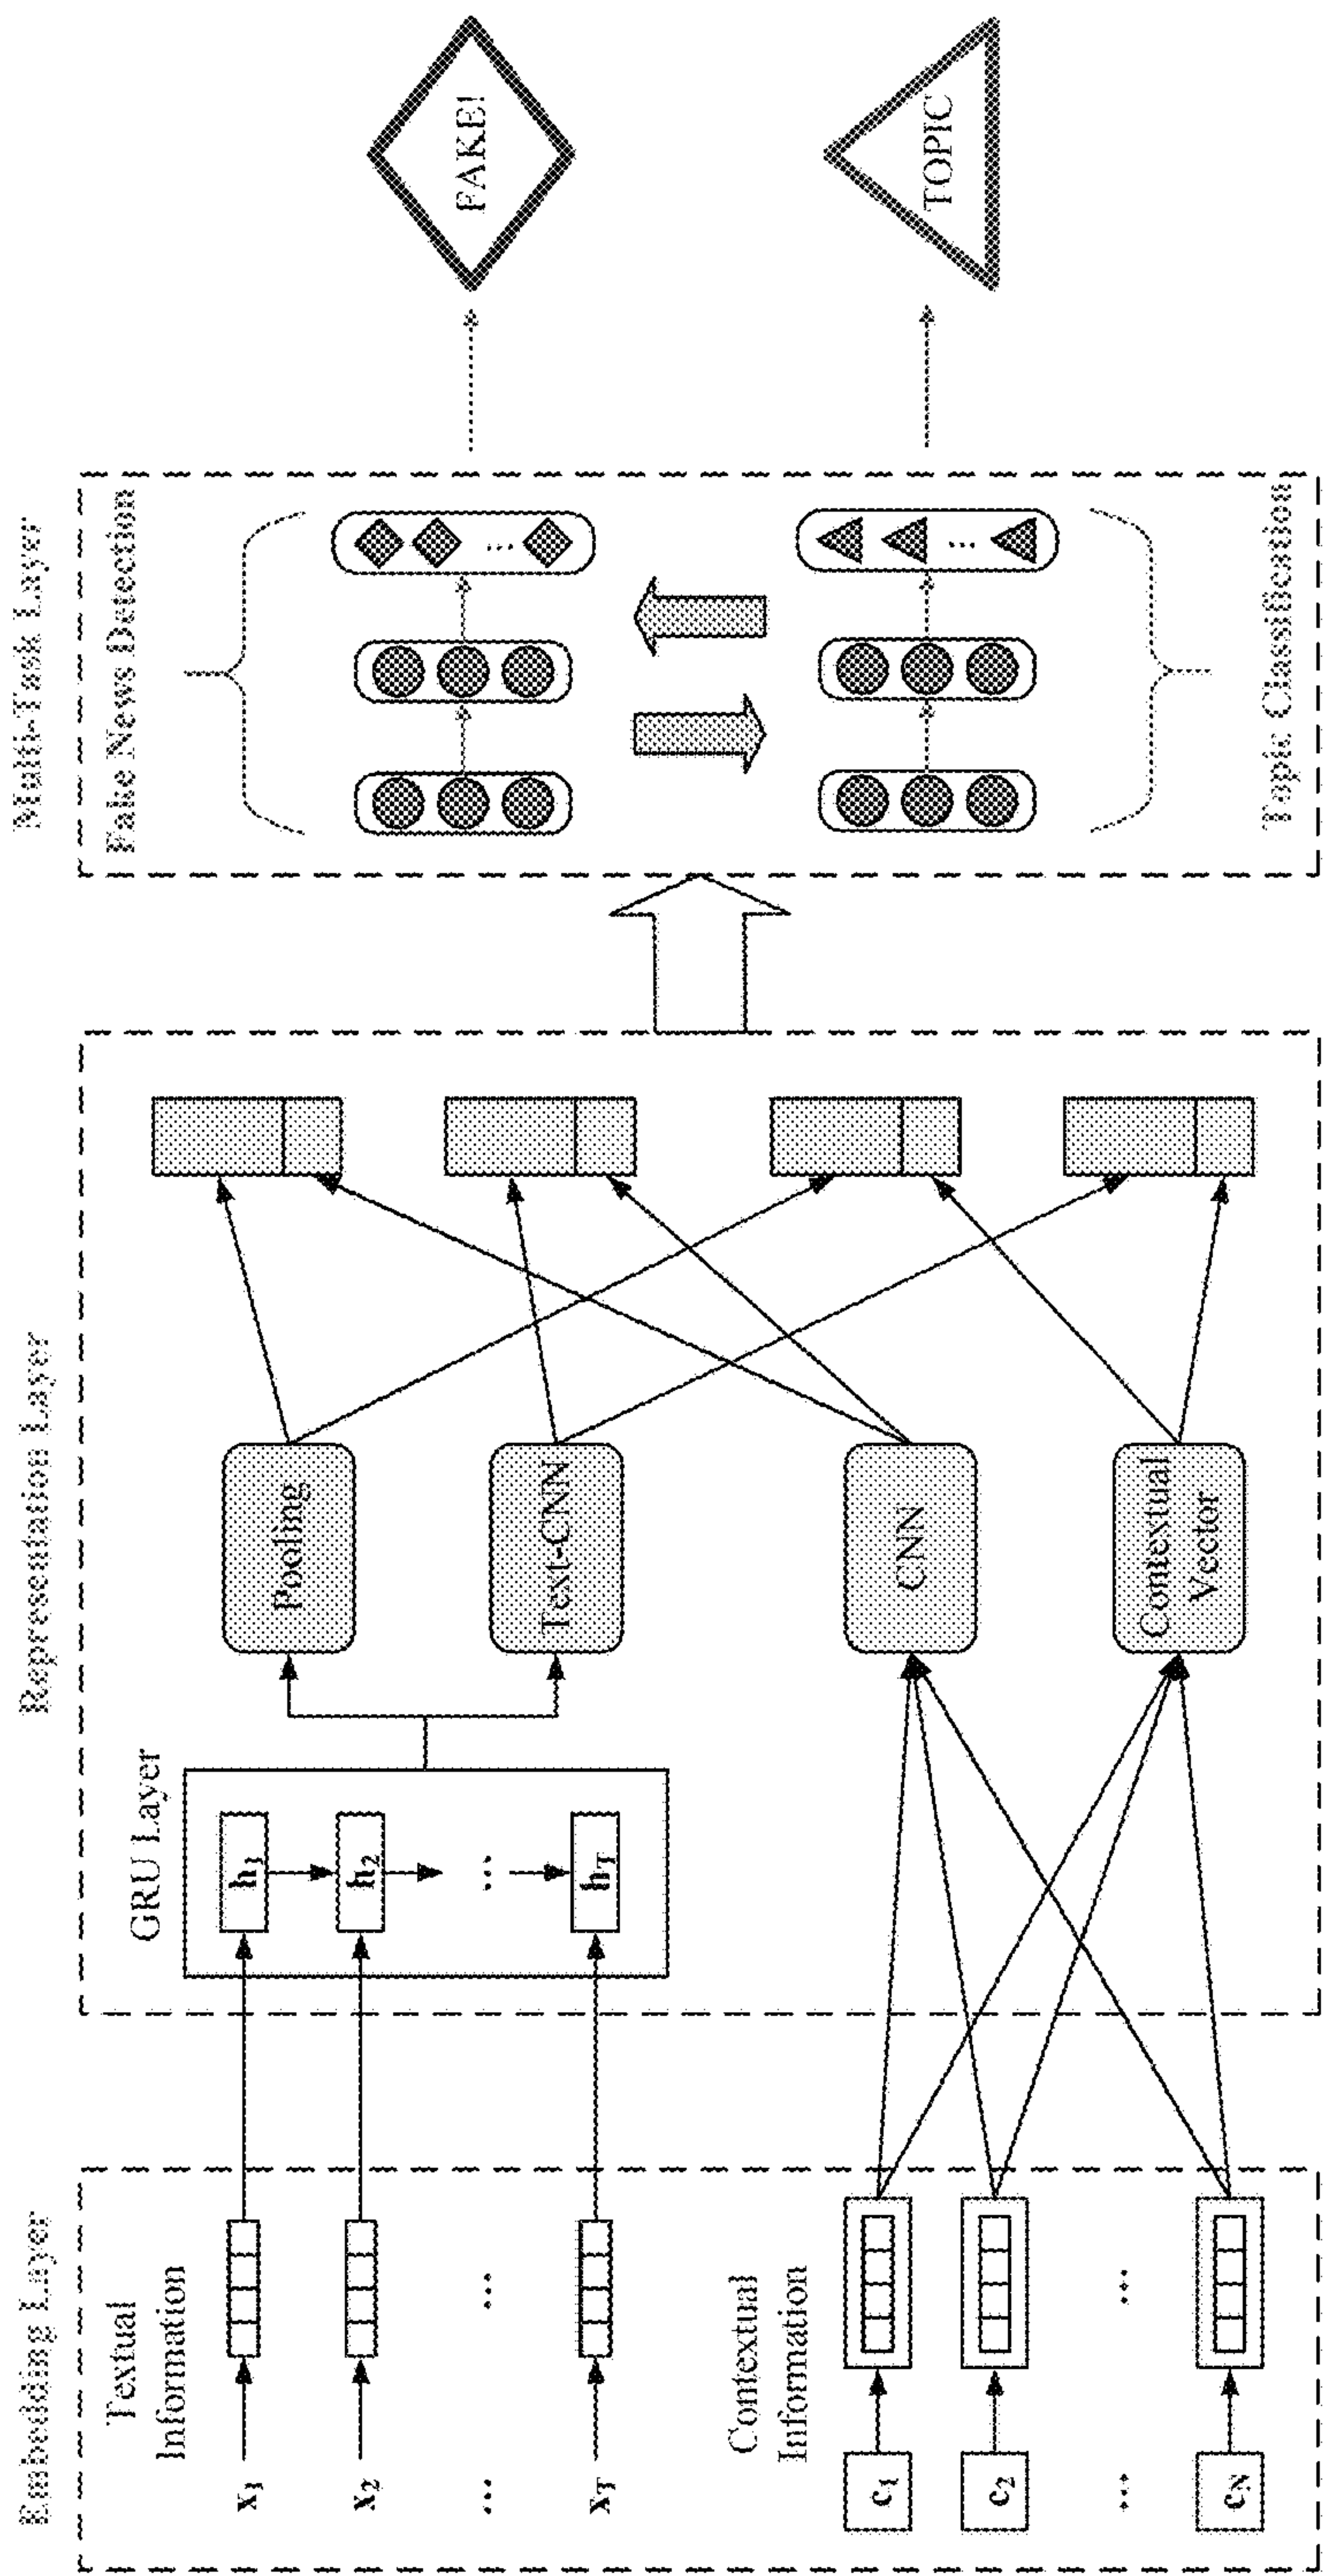 Embedding Layer
Textual
Information
x1
x2
...
xT
Contextual
Information
c1
c2
...
cN
Representation Layer
GRU Layer
h1
h2
...
hT
Pooling
Text-CNN
CNN
Contextual
Vector
Multi-Task Layer
Fake News Detection
Topic Classification
FAKE!
TOPIC